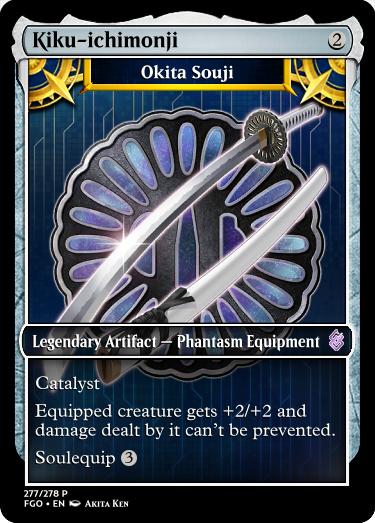 Kiku-ichimonji 2
Okita Souji
Legendary Artifact — Phantasm Equipment
Catalyst
Equipped creature gets +2/+2 and
damage dealt by it can't be prevented.
Soulequip 3
277/278 P
FGO • EN Akita Ken